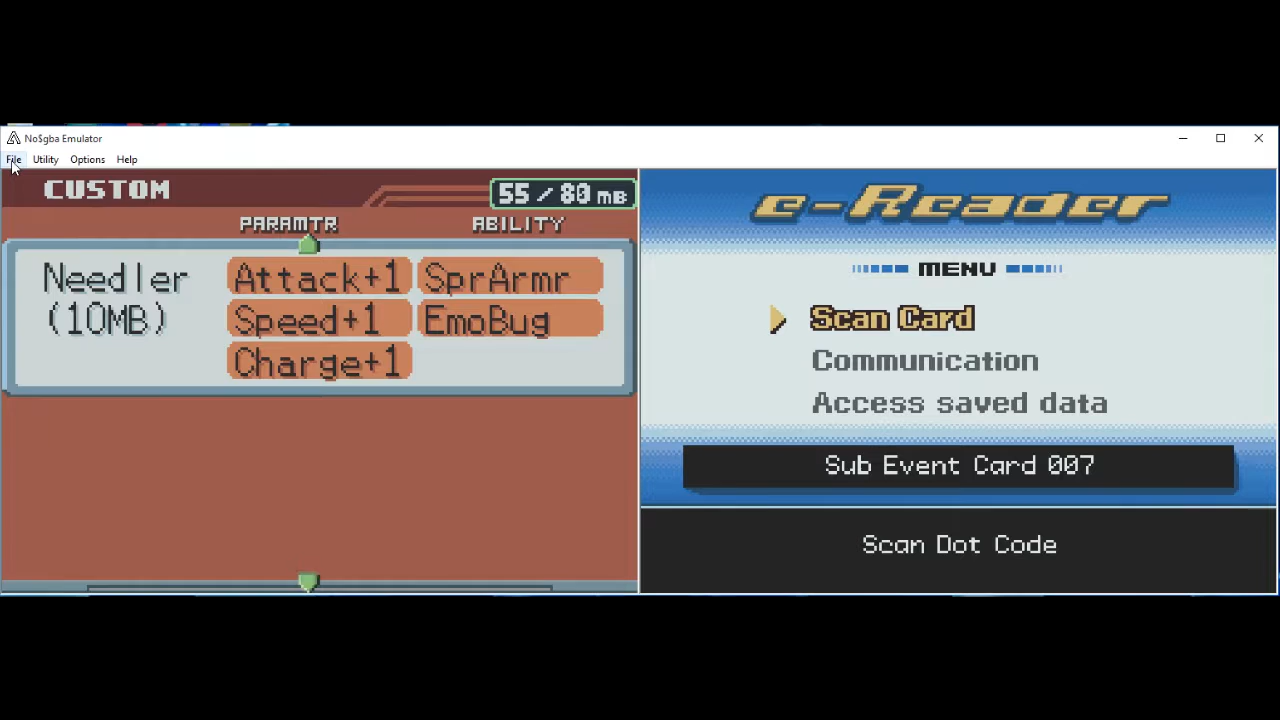 No$gba Emulator
File Utility Options Help
CUSTOM
55 / 80 MB
PARAMTR ABILITY
Needler Attack+1 SprArmr
(10MB) Speed+1 EmoBug
Charge+1
e-Reader
MENU
Scan Card
Communication
Access saved data
Sub Event Card 007
Scan Dot Code